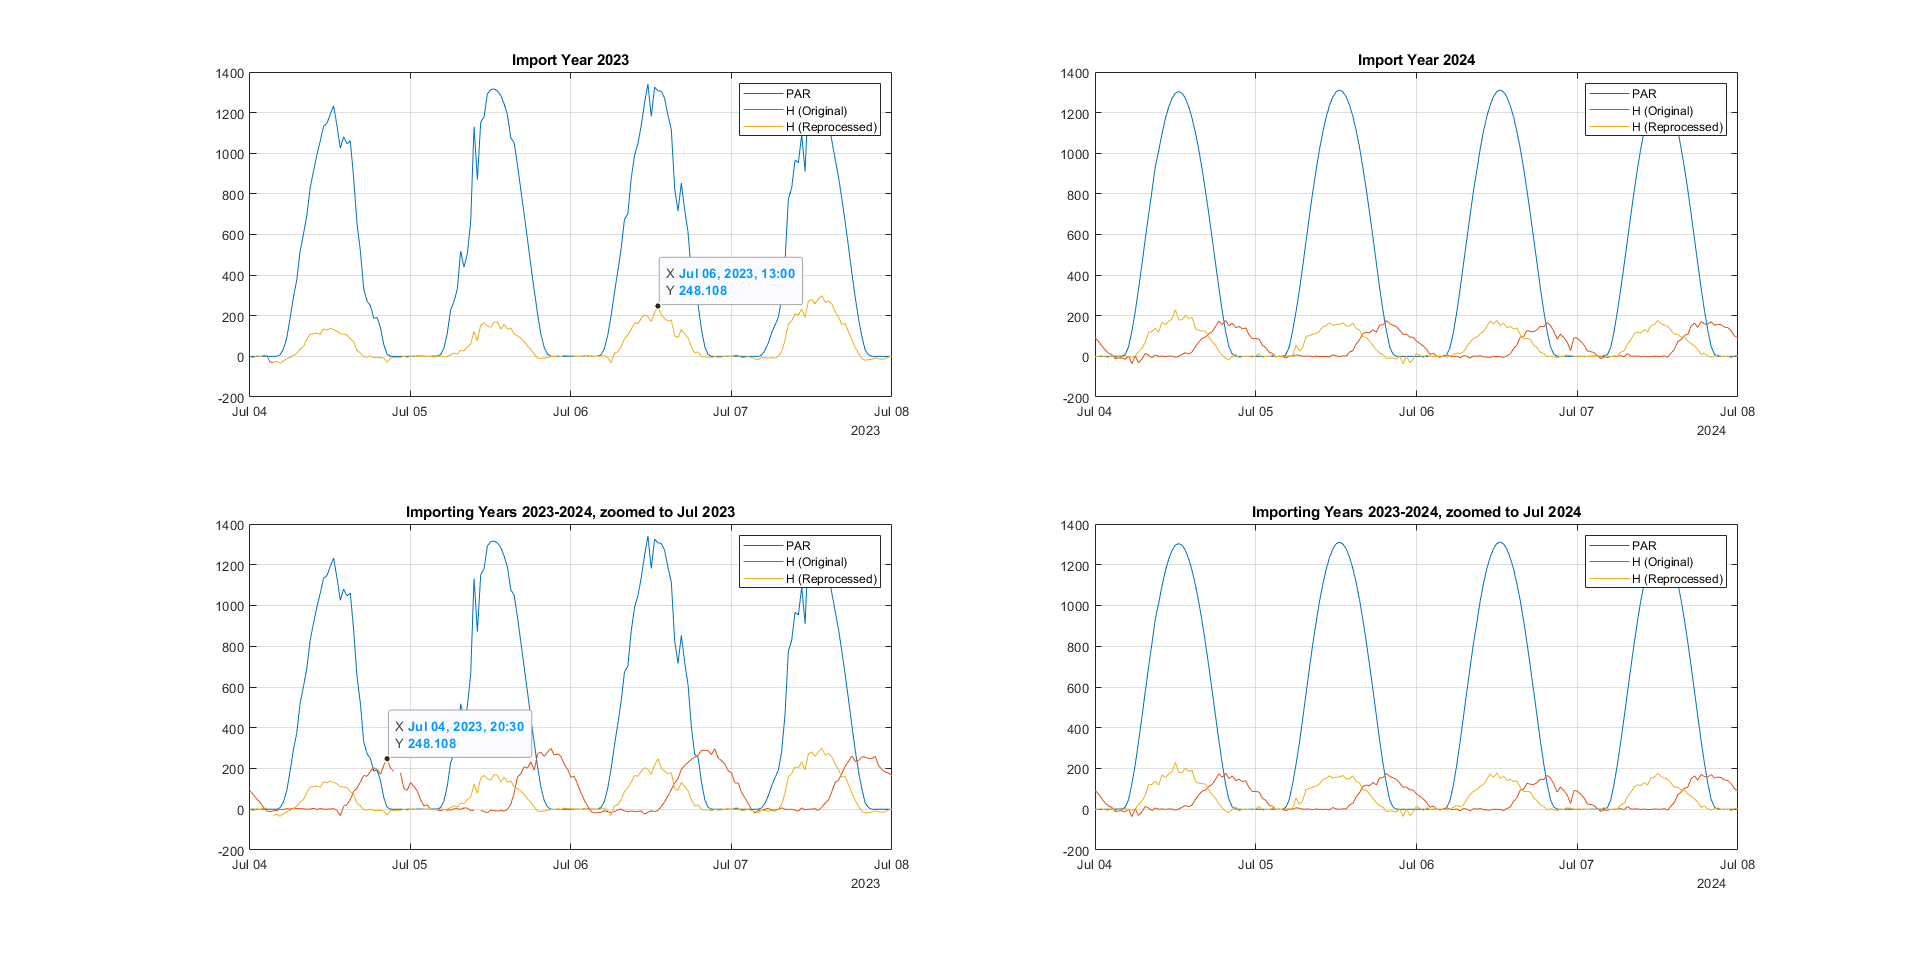 Import Year 2023
1400
1200
1000
800
600
400
200
0
-200
Jul 04
Jul 05
Jul 06
Jul 07
Jul 08
2023
PAR
H (Original)
H (Reprocessed)
X Jul 06, 2023, 13:00
Y 248.108
Import Year 2024
1400
1200
1000
800
600
400
200
0
-200
Jul 04
Jul 05
Jul 06
Jul 07
Jul 08
2024
PAR
H (Original)
H (Reprocessed)
Importing Years 2023-2024, zoomed to Jul 2023
1400
1200
1000
800
600
400
200
0
-200
Jul 04
Jul 05
Jul 06
Jul 07
Jul 08
2023
PAR
H (Original)
H (Reprocessed)
X Jul 04, 2023, 20:30
Y 248.108
Importing Years 2023-2024, zoomed to Jul 2024
1400
1200
1000
800
600
400
200
0
-200
Jul 04
Jul 05
Jul 06
Jul 07
Jul 08
2024
PAR
H (Original)
H (Reprocessed)